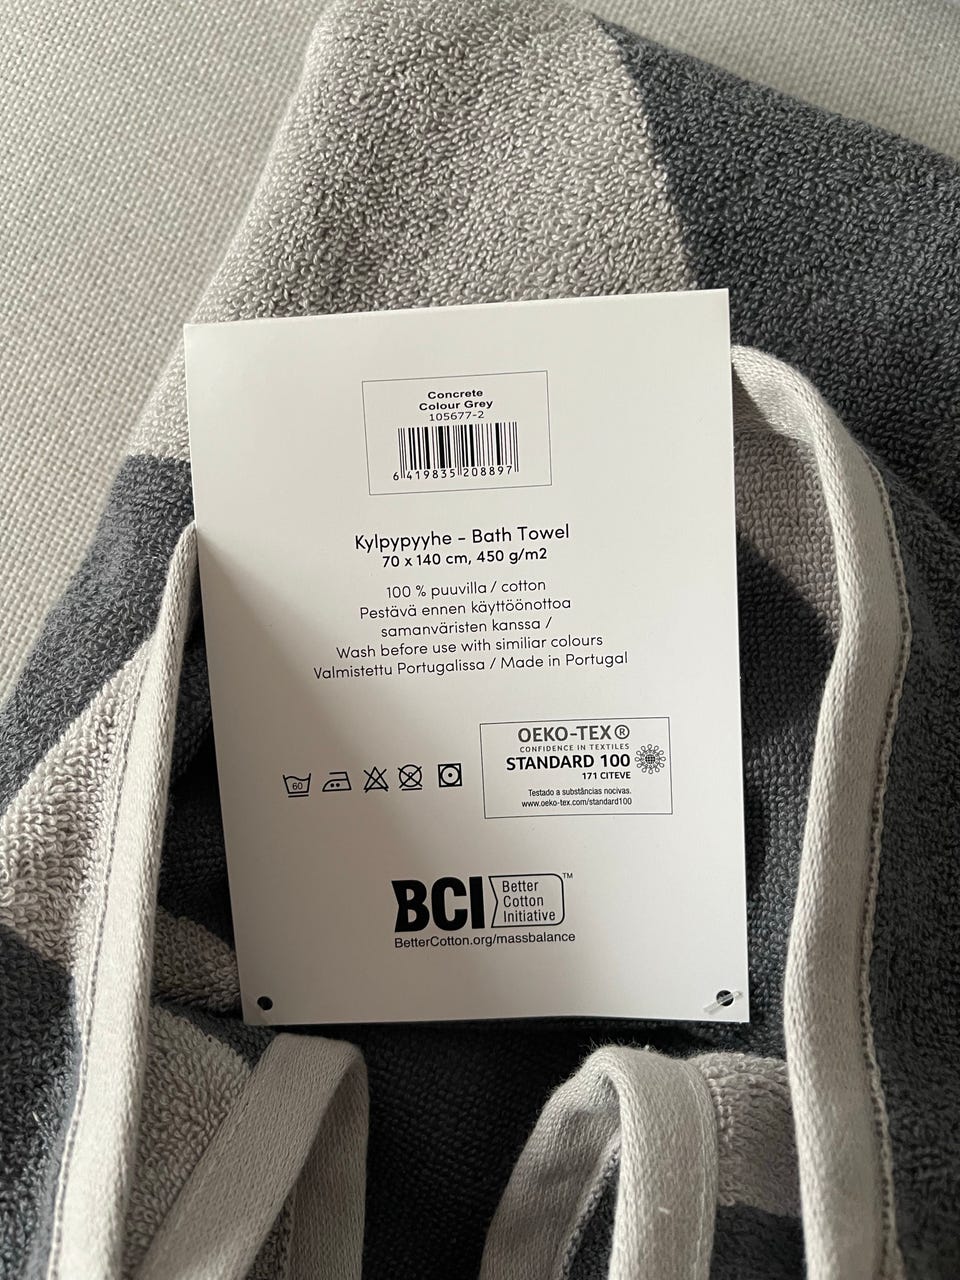 Concrete
Colour Grey
105677-2
6 419835 208897
Kylpypyyhe - Bath Towel
70 x 140 cm, 450 g/m2
100 % puuvilla / cotton
Pestävä ennen käyttöönottoa
samanväristen kanssa /
Wash before use with similiar colours
Valmistettu Portugalissa / Made in Portugal
60
OEKO-TEX®
CONFIDENCE IN TEXTILES
STANDARD 100
171 CITEVE
Testado a substâncias nocivas.
www.oeko-tex.com/standard100
BCI
Better
Cotton
Initiative
TM
BetterCotton.org/massbalance